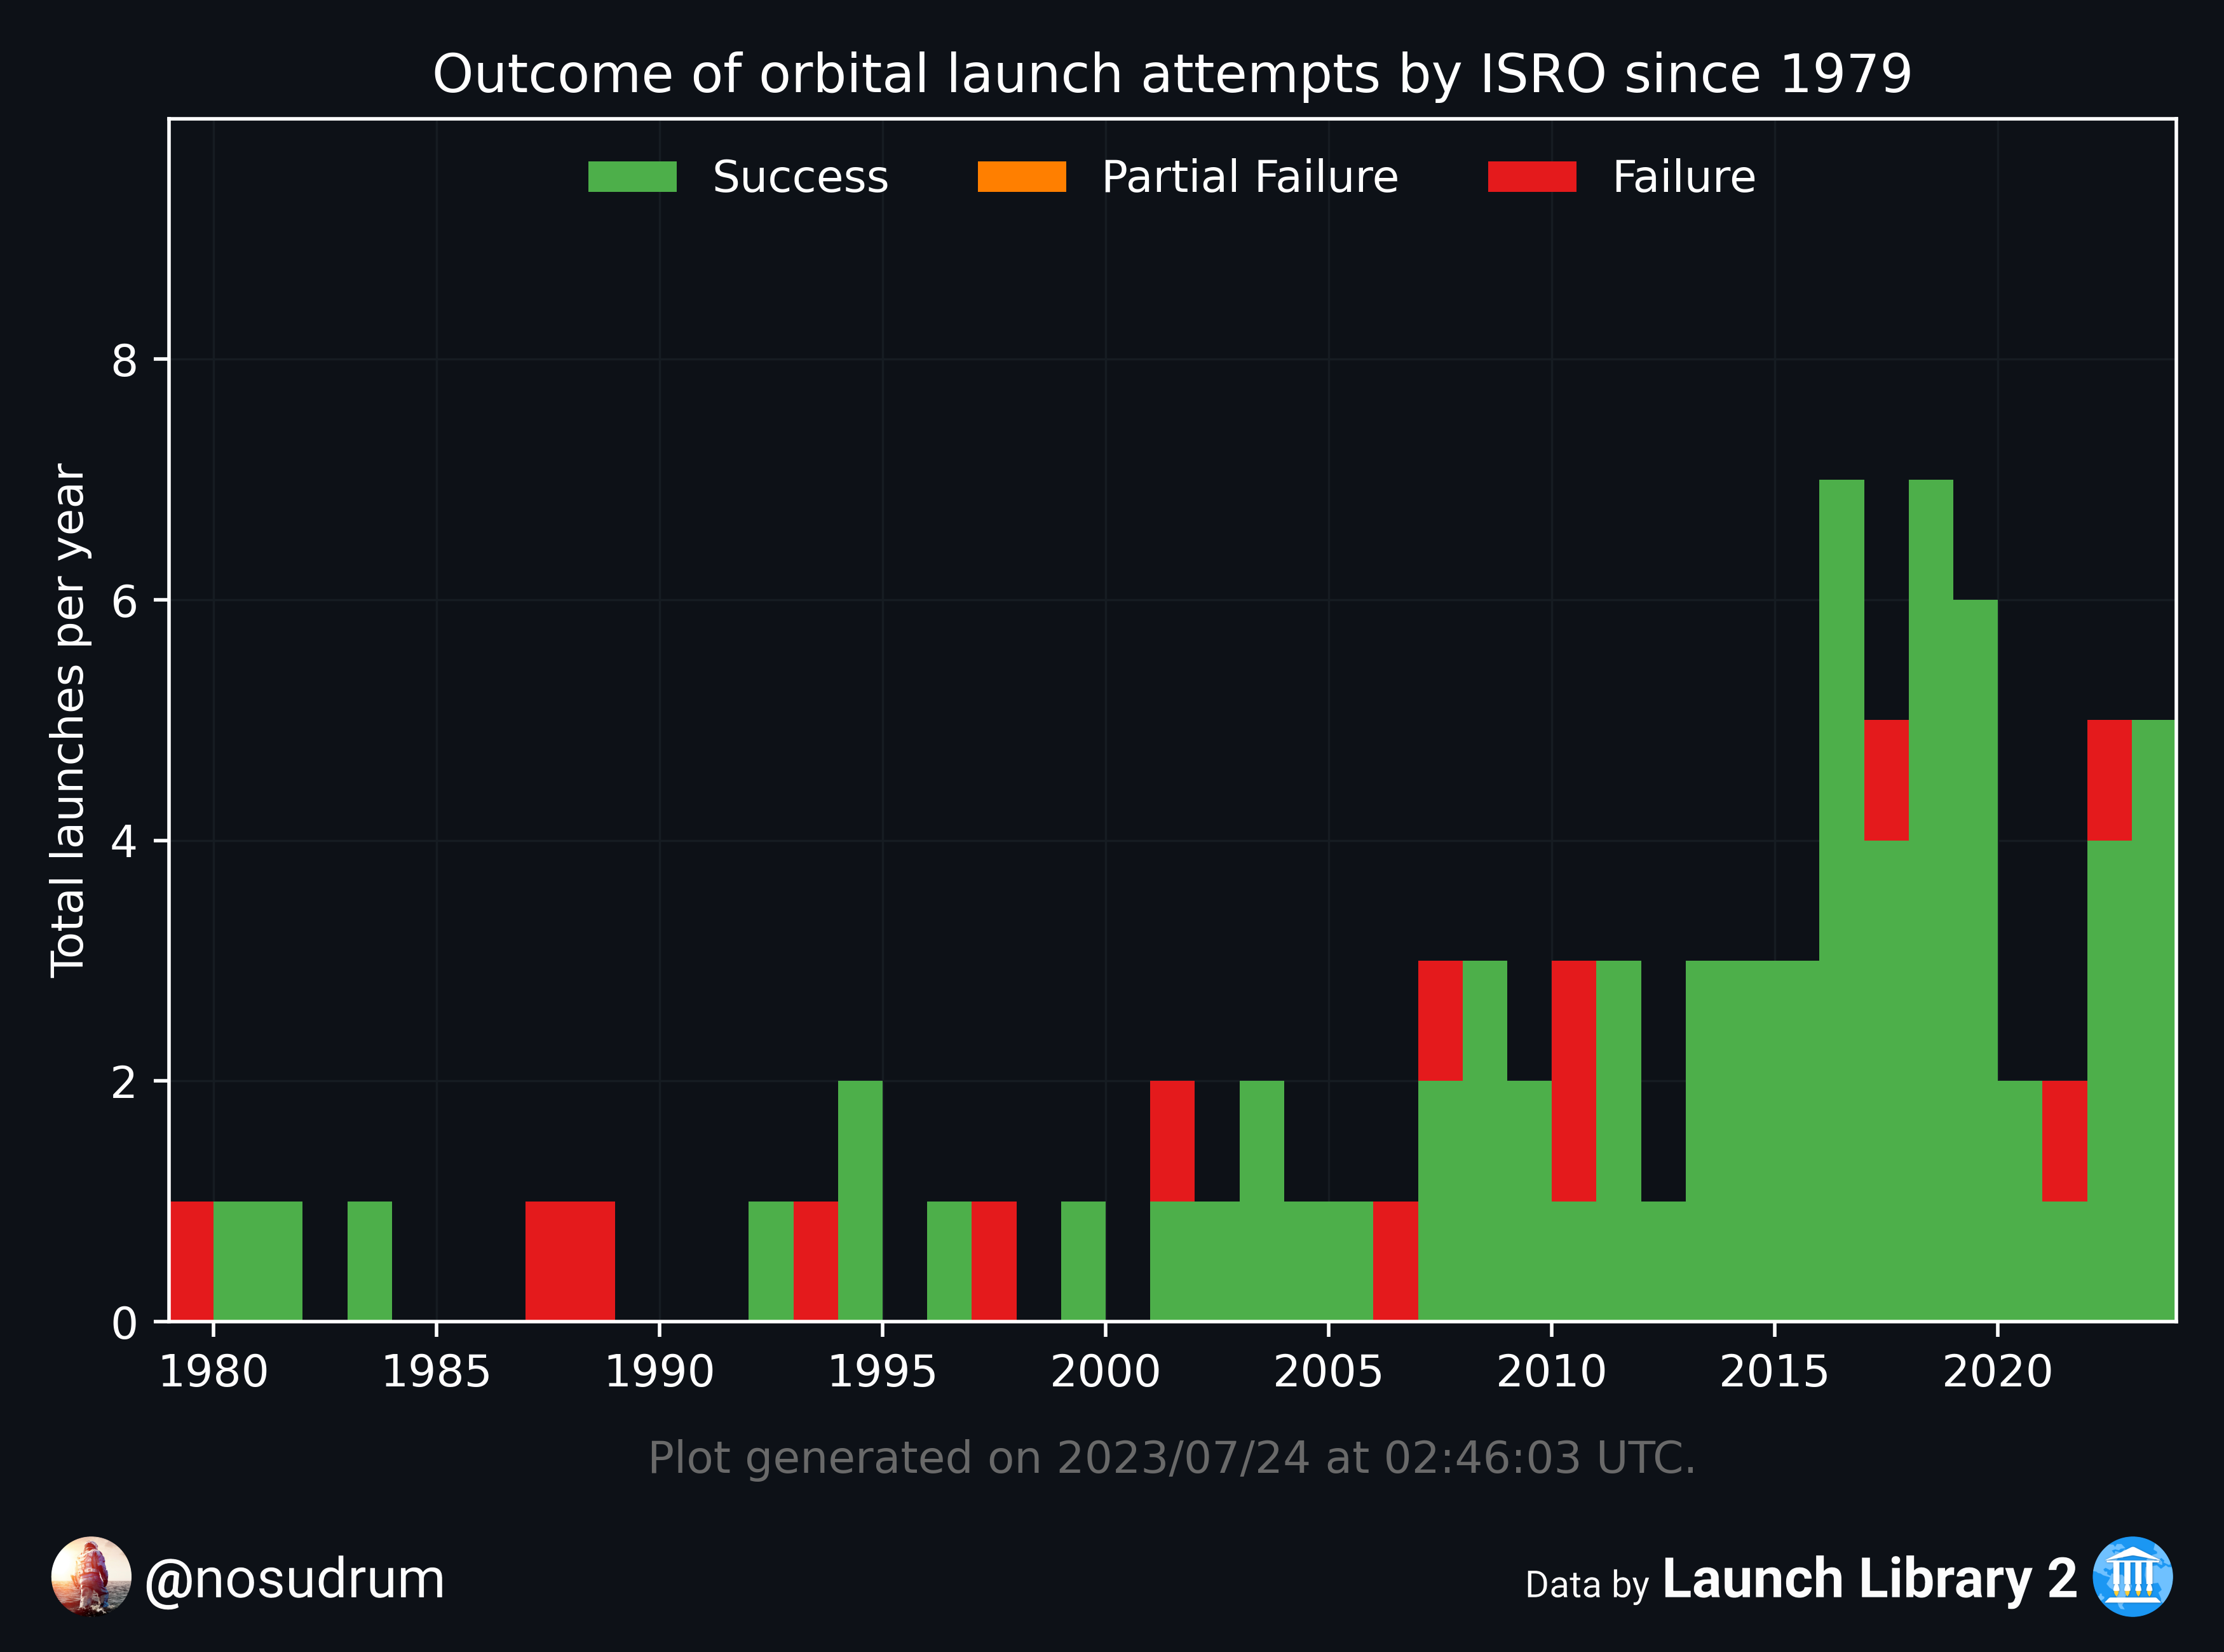 Outcome of orbital launch attempts by ISRO since 1979
Success Partial Failure Failure
Total launches per year
8
6
4
2
0
1980 1985 1990 1995 2000 2005 2010 2015 2020
Plot generated on 2023/07/24 at 02:46:03 UTC.
@nosudrum
Data by Launch Library 2